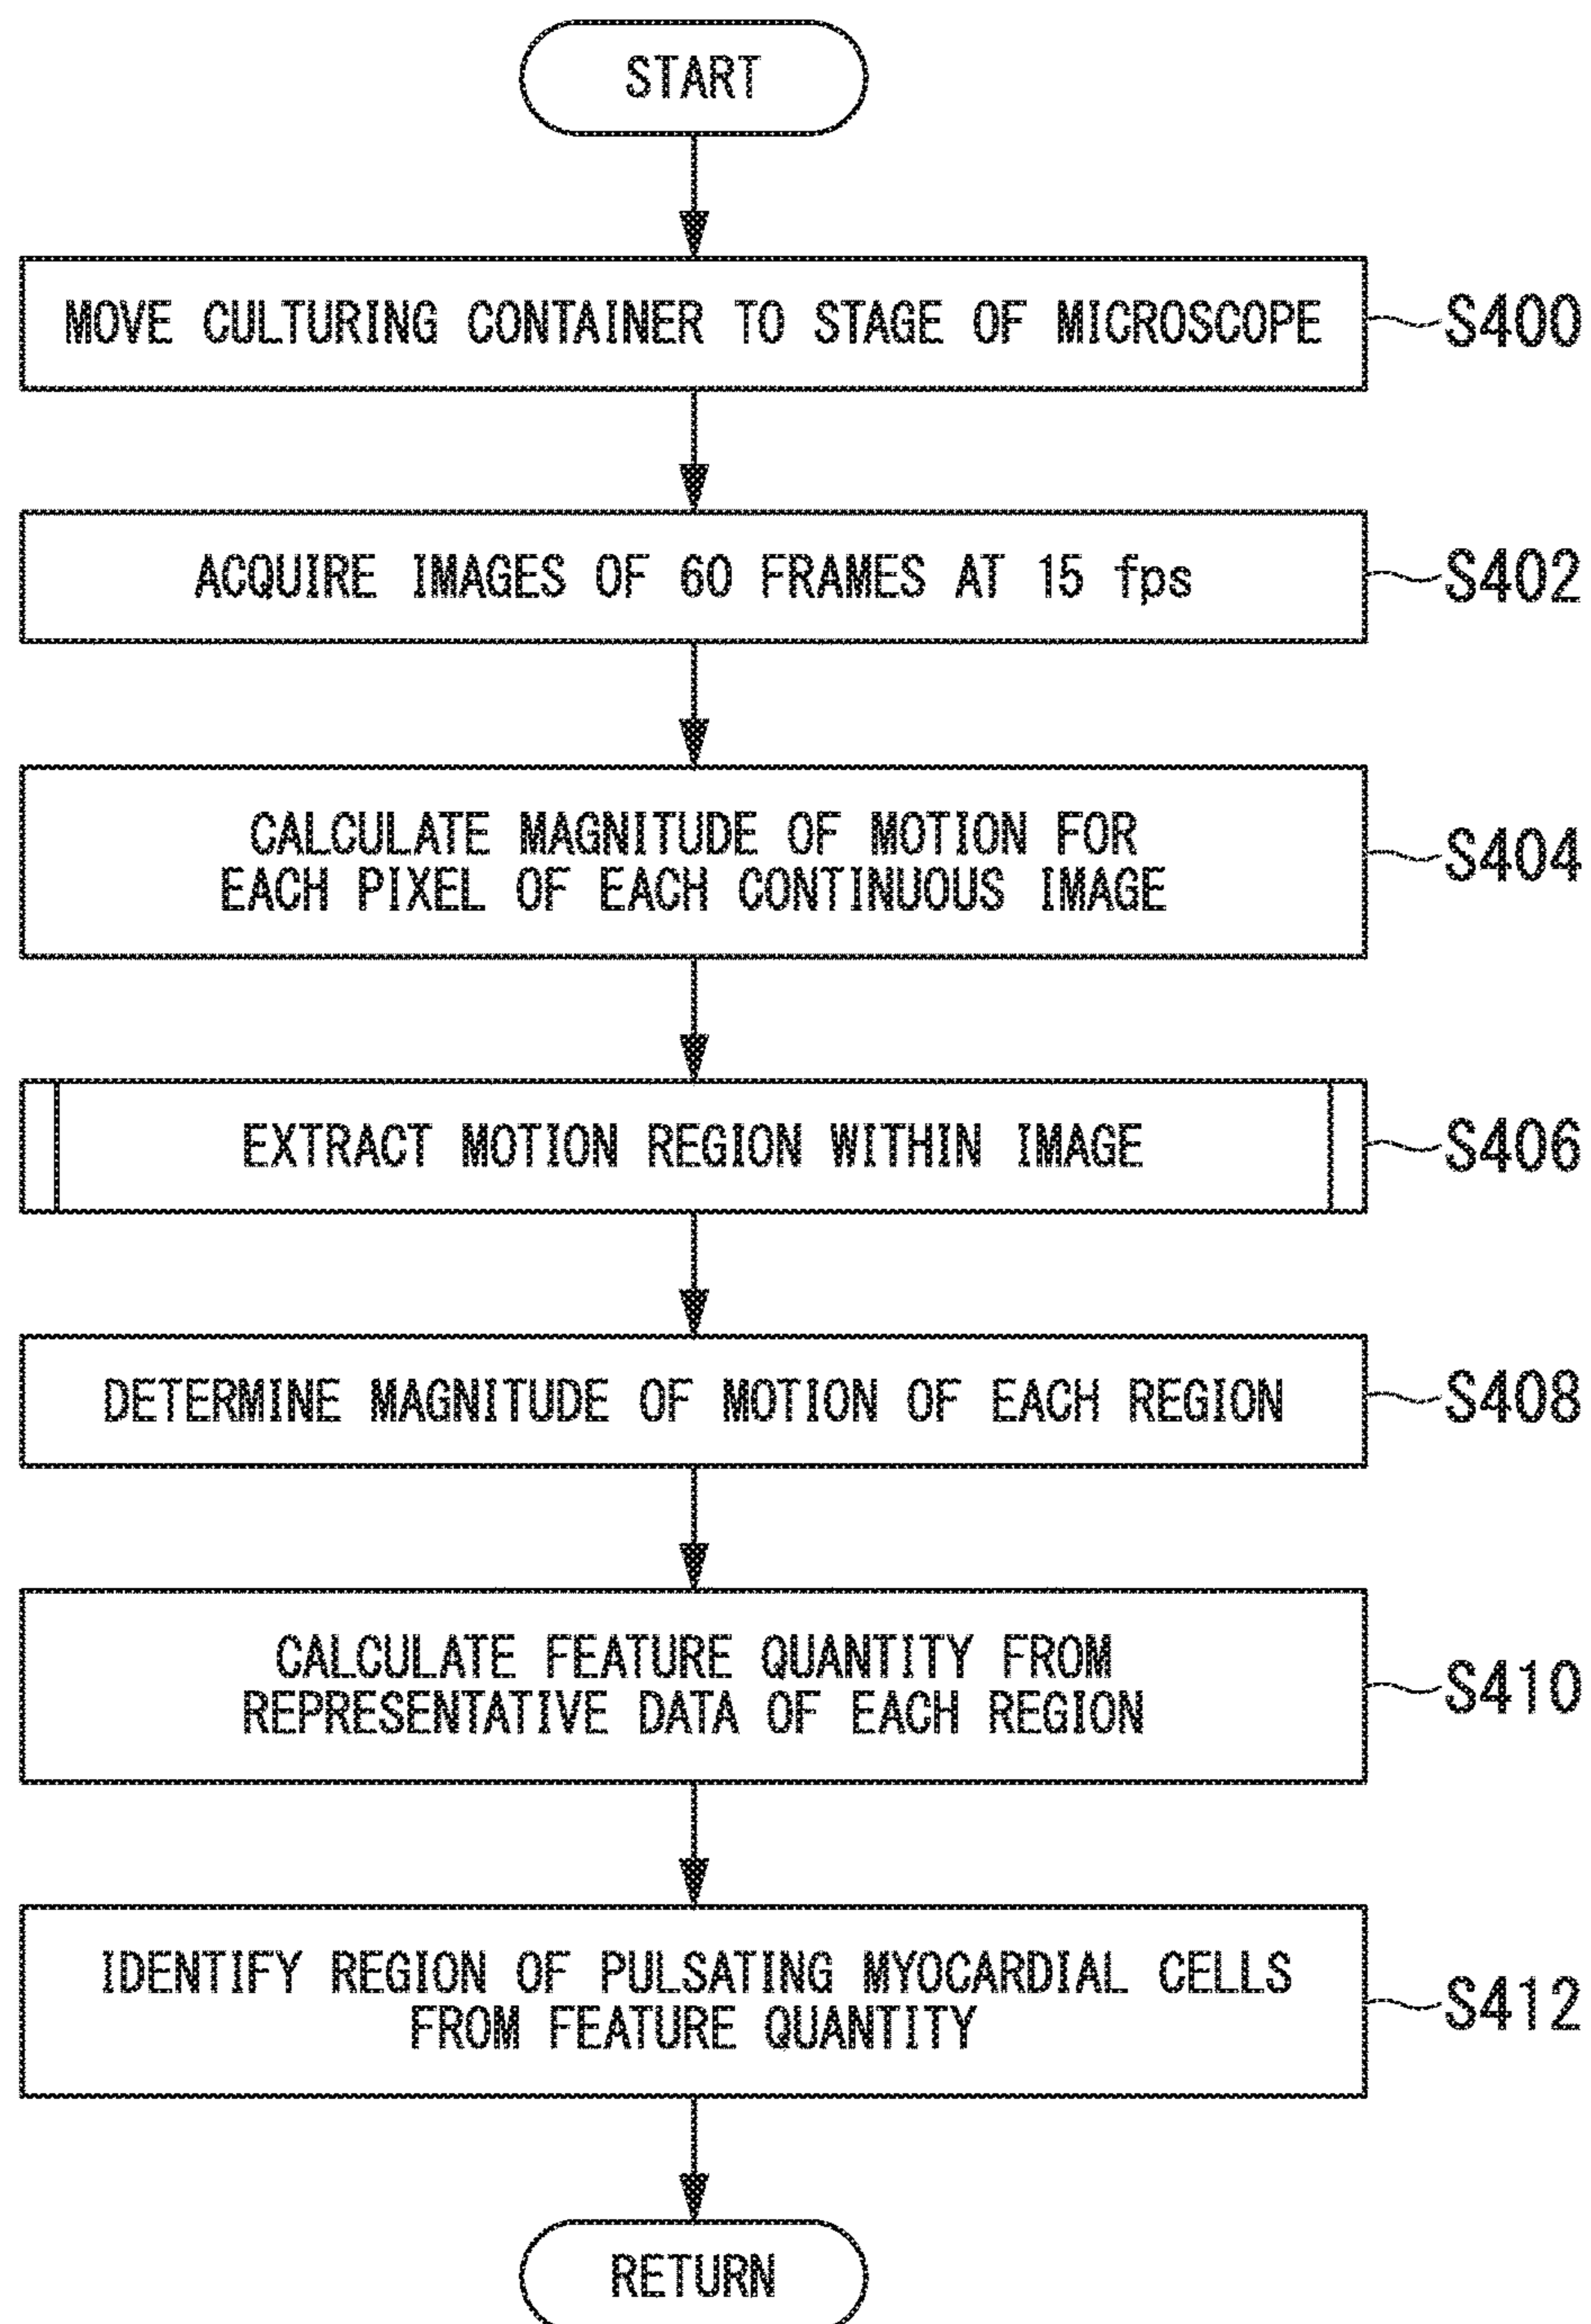 START
MOVE CULTURING CONTAINER TO STAGE OF MICROSCOPE
S400
ACQUIRE IMAGES OF 60 FRAMES AT 15 fps
S402
CALCULATE MAGNITUDE OF MOTION FOR
EACH PIXEL OF EACH CONTINUOUS IMAGE
S404
EXTRACT MOTION REGION WITHIN IMAGE
S406
DETERMINE MAGNITUDE OF MOTION OF EACH REGION
S408
CALCULATE FEATURE QUANTITY FROM
REPRESENTATIVE DATA OF EACH REGION
S410
IDENTIFY REGION OF PULSATING MYOCARDIAL CELLS
FROM FEATURE QUANTITY
S412
RETURN